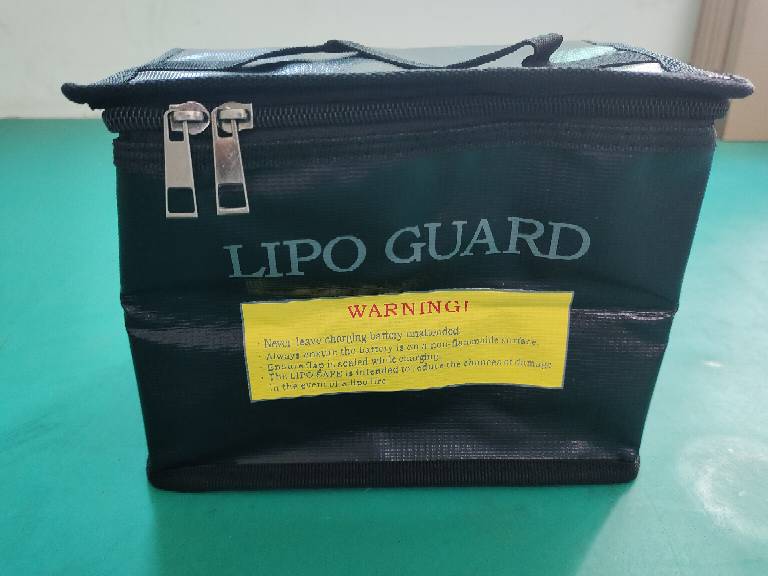 LIPO GUARD
WARNING!
· Never leave charging battery unattended
· Always ensure the battery is on a non-flammable surface.
· Ensure flap is sealed while charging.
· The LIPO SAFE is intended to reduce the chances of damage
in the event of a lipo fire